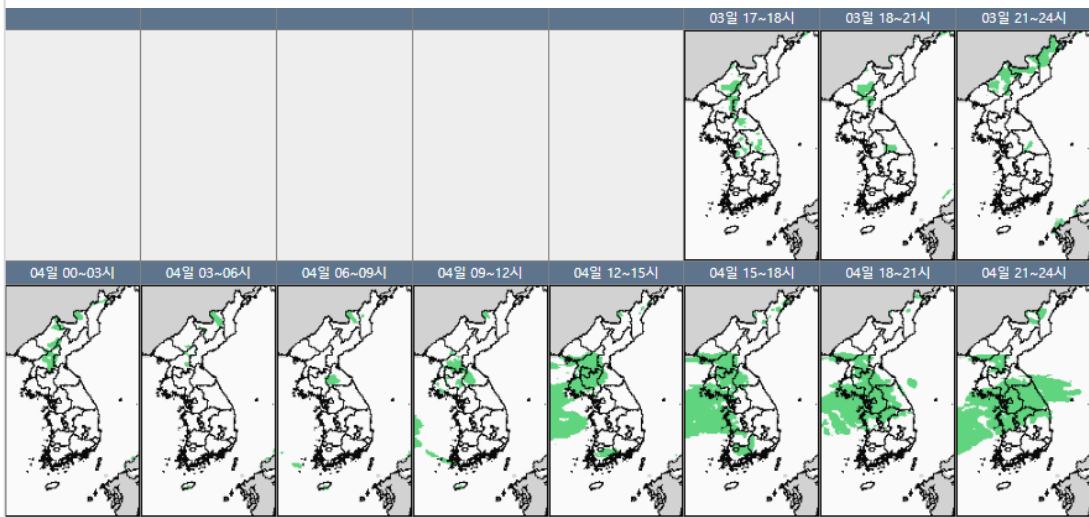 03일 17~18시
03일 18~21시
03일 21~24시
04일 00~03시
04일 03~06시
04일 06~09시
04일 09~12시
04일 12~15시
04일 15~18시
04일 18~21시
04일 21~24시